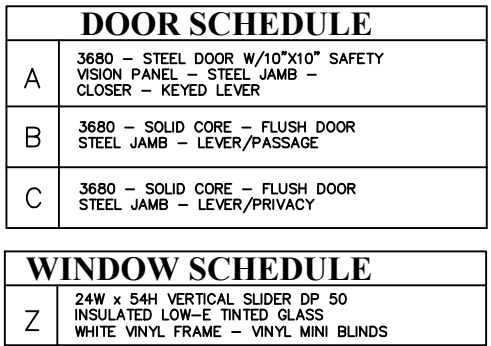 DOOR SCHEDULE
A
3680 – STEEL DOOR W/10"X10" SAFETY
VISION PANEL – STEEL JAMB –
CLOSER – KEYED LEVER
B
3680 – SOLID CORE – FLUSH DOOR
STEEL JAMB – LEVER/PASSAGE
C
3680 – SOLID CORE – FLUSH DOOR
STEEL JAMB – LEVER/PRIVACY
WINDOW SCHEDULE
Z
24W x 54H VERTICAL SLIDER DP 50
INSULATED LOW–E TINTED GLASS
WHITE VINYL FRAME – VINYL MINI BLINDS